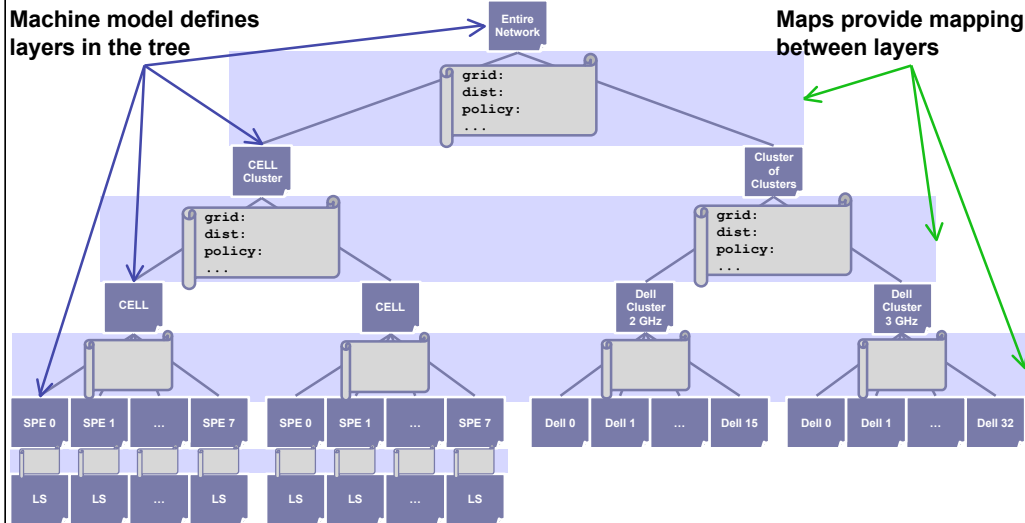 Machine model defines
layers in the tree
Entire
Network
Maps provide mapping
between layers
grid:
dist:
policy:
...
CELL
Cluster
Cluster
of
Clusters
grid:
dist:
policy:
...
grid:
dist:
policy:
...
CELL
CELL
Dell
Cluster
2 GHz
Dell
Cluster
3 GHz
SPE 0
SPE 1
…
SPE 7
SPE 0
SPE 1
…
SPE 7
Dell 0
Dell 1
…
Dell 15
Dell 0
Dell 1
…
Dell 32
LS
LS
…
LS
LS
LS
…
LS